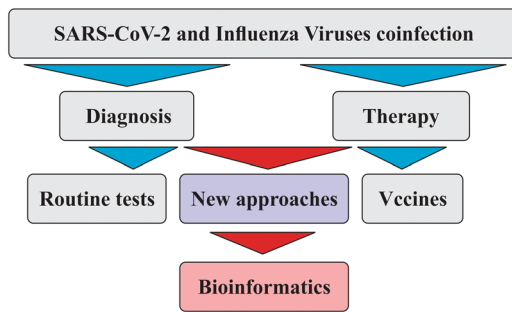 SARS-CoV-2 and Influenza Viruses coinfection
Diagnosis
Therapy
Routine tests
New approaches
Vccines
Bioinformatics